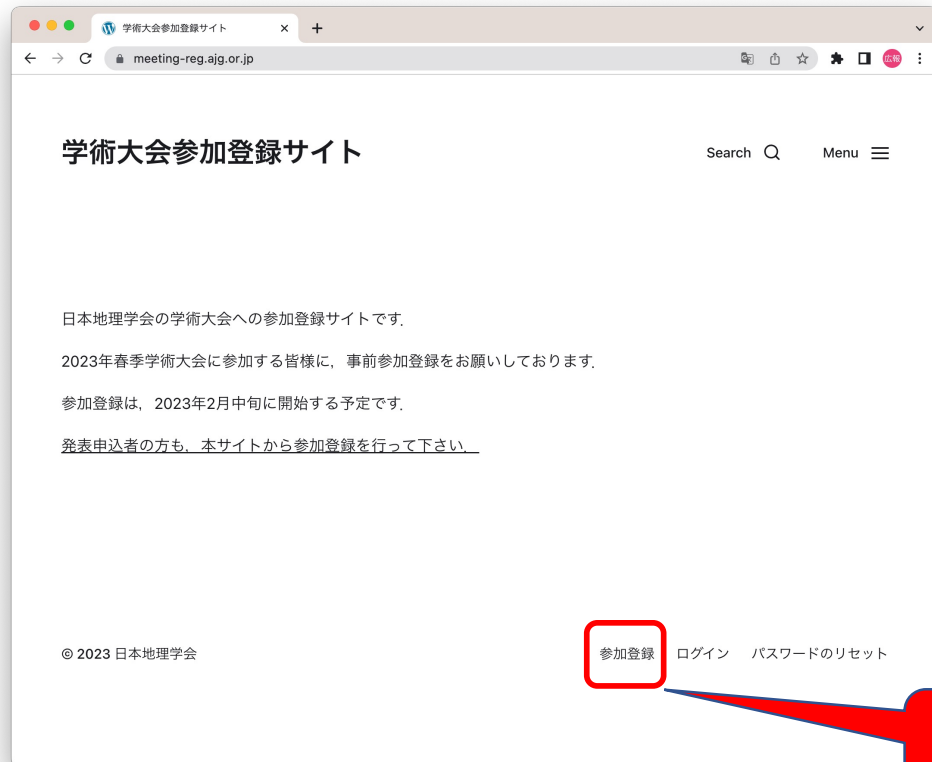 学術大会参加登録サイト
meeting-reg.ajg.or.jp
広報
学術大会参加登録サイト
Search
Menu
日本地理学会の学術大会への参加登録サイトです．
2023年春季学術大会に参加する皆様に，事前参加登録をお願いしております．
参加登録は，2023年2月中旬に開始する予定です．
発表申込者の方も，本サイトから参加登録を行って下さい．
© 2023 日本地理学会
参加登録 ログイン パスワードのリセット